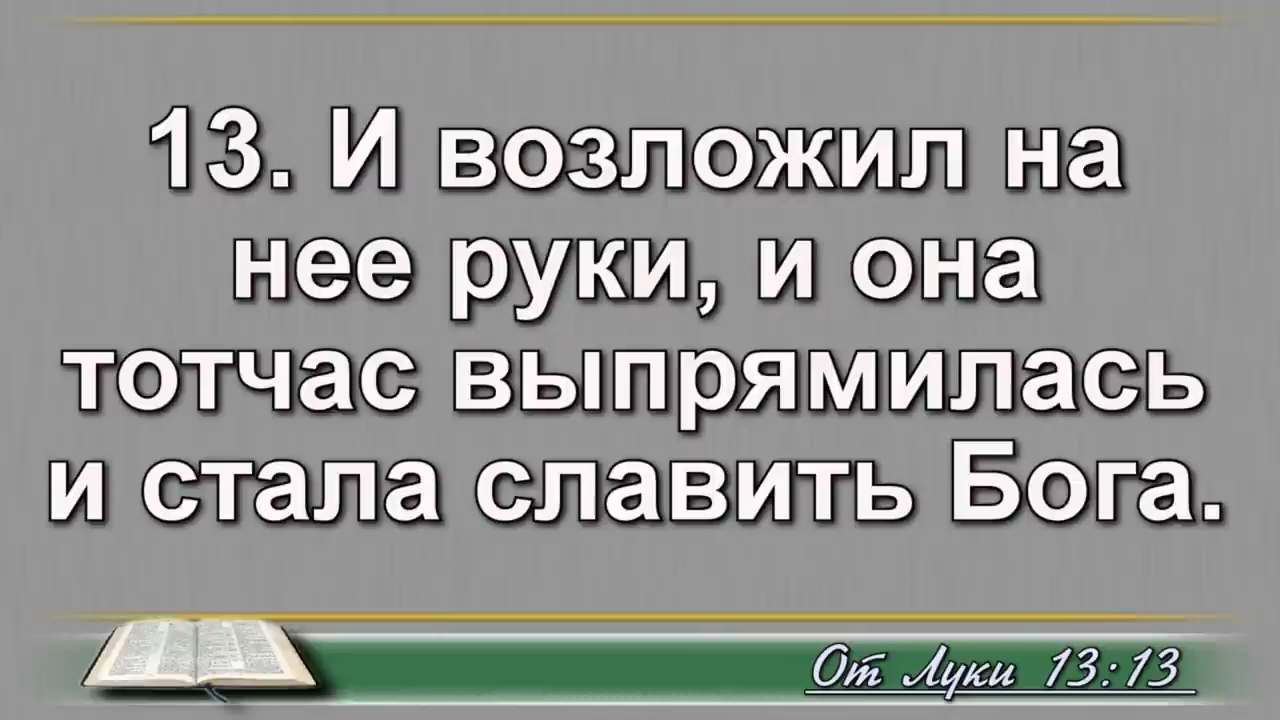 13. И возложил на
нее руки, и она
тотчас выпрямилась
и стала славить Бога.
От Луки 13:13